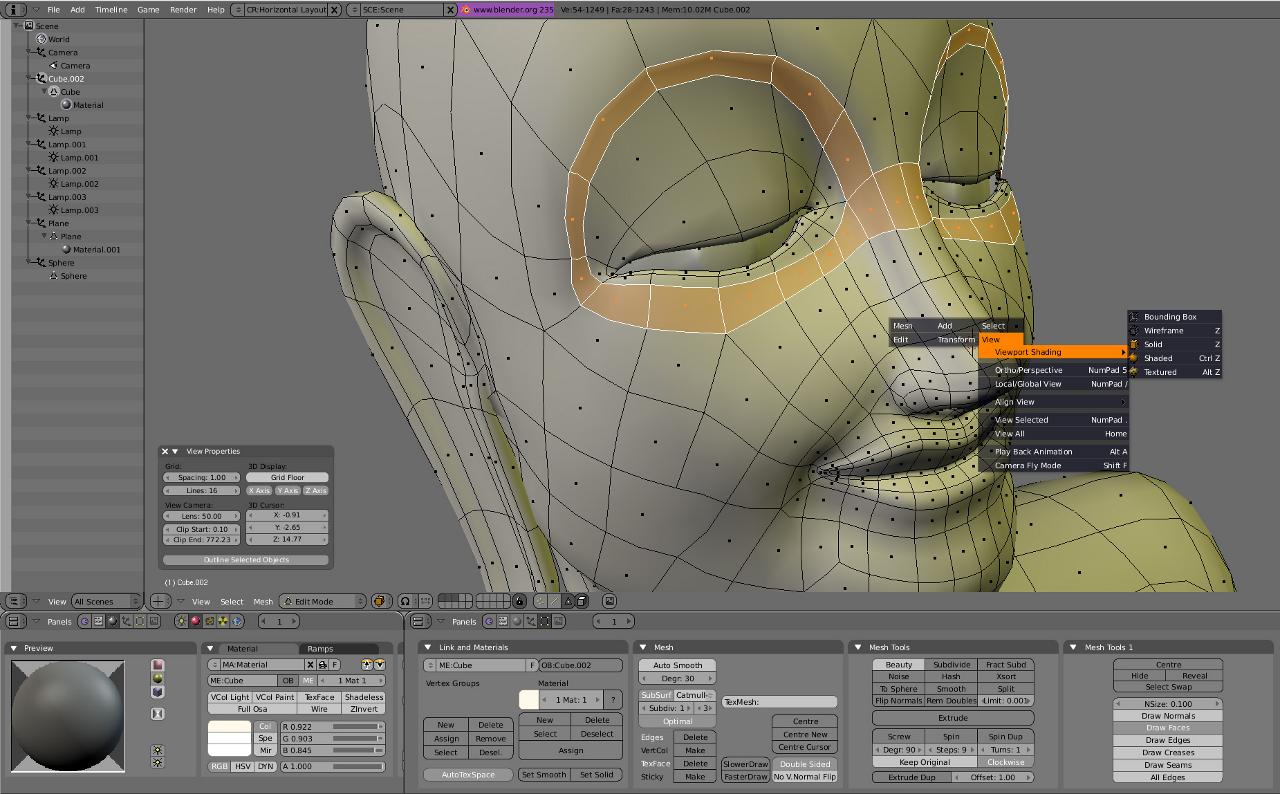 File Add Timeline Game Render Help CR:Horizontal Layout SCE:Scene www.blender.org 235 Ve:54-1249 | Fa:28-1243 | Mem:10.02M Cube.002
Scene
World
Camera
Camera
Cube.002
Cube
Material
Lamp
Lamp
Lamp.001
Lamp.001
Lamp.002
Lamp.002
Lamp.003
Lamp.003
Plane
Plane
Material.001
Sphere
Sphere
Mesh Add Select
Edit Transform View
Viewport Shading
Ortho/Perspective NumPad 5
Local/Global View NumPad /
Align View
View Selected NumPad .
View All Home
Play Back Animation Alt A
Camera Fly Mode Shift F
Bounding Box
Wireframe Z
Solid Z
Shaded Ctrl Z
Textured Alt Z
View Properties
Grid: 3D Display:
Spacing: 1.00 Grid Floor
Lines: 16 X Axis Y Axis Z Axis
View Camera: 3D Cursor:
Lens: 50.00 X: -0.91
Clip Start: 0.10 Y: -2.65
Clip End: 772.23 Z: 14.77
Outline Selected Objects
(1) Cube.002
View All Scenes View Select Mesh Edit Mode
Panels 1 Panels 1
Preview
Material Ramps
MA:Material X F
ME:Cube OB ME 1 Mat 1
VCol Light VCol Paint TexFace Shadeless
Full Osa Wire ZInvert
Col R 0.922
Spe G 0.903
Mir B 0.845
RGB HSV DYN A 1.000
Link and Materials
ME:Cube F OB:Cube.002
Vertex Groups Material
1 Mat: 1 ?
New Delete New Delete
Assign Remove Select Deselect
Select Desel. Assign
AutoTexSpace Set Smooth Set Solid
Mesh
Auto Smooth
Degr: 30
SubSurf Catmull-
Subdiv: 1 3
Optimal
TexMesh:
Edges Delete
VertCol Make
TexFace Delete
Sticky Make
Centre
Centre New
Centre Cursor
SlowerDraw Double Sided
FasterDraw No V.Normal Flip
Mesh Tools
Beauty Subdivide Fract Subd
Noise Hash Xsort
To Sphere Smooth Split
Flip Normals Rem Doubles Limit: 0.001
Extrude
Screw Spin Spin Dup
Degr: 90 Steps: 9 Turns: 1
Keep Original Clockwise
Extrude Dup Offset: 1.00
Mesh Tools 1
Centre
Hide Reveal
Select Swap
NSize: 0.100
Draw Normals
Draw Faces
Draw Edges
Draw Creases
Draw Seams
All Edges